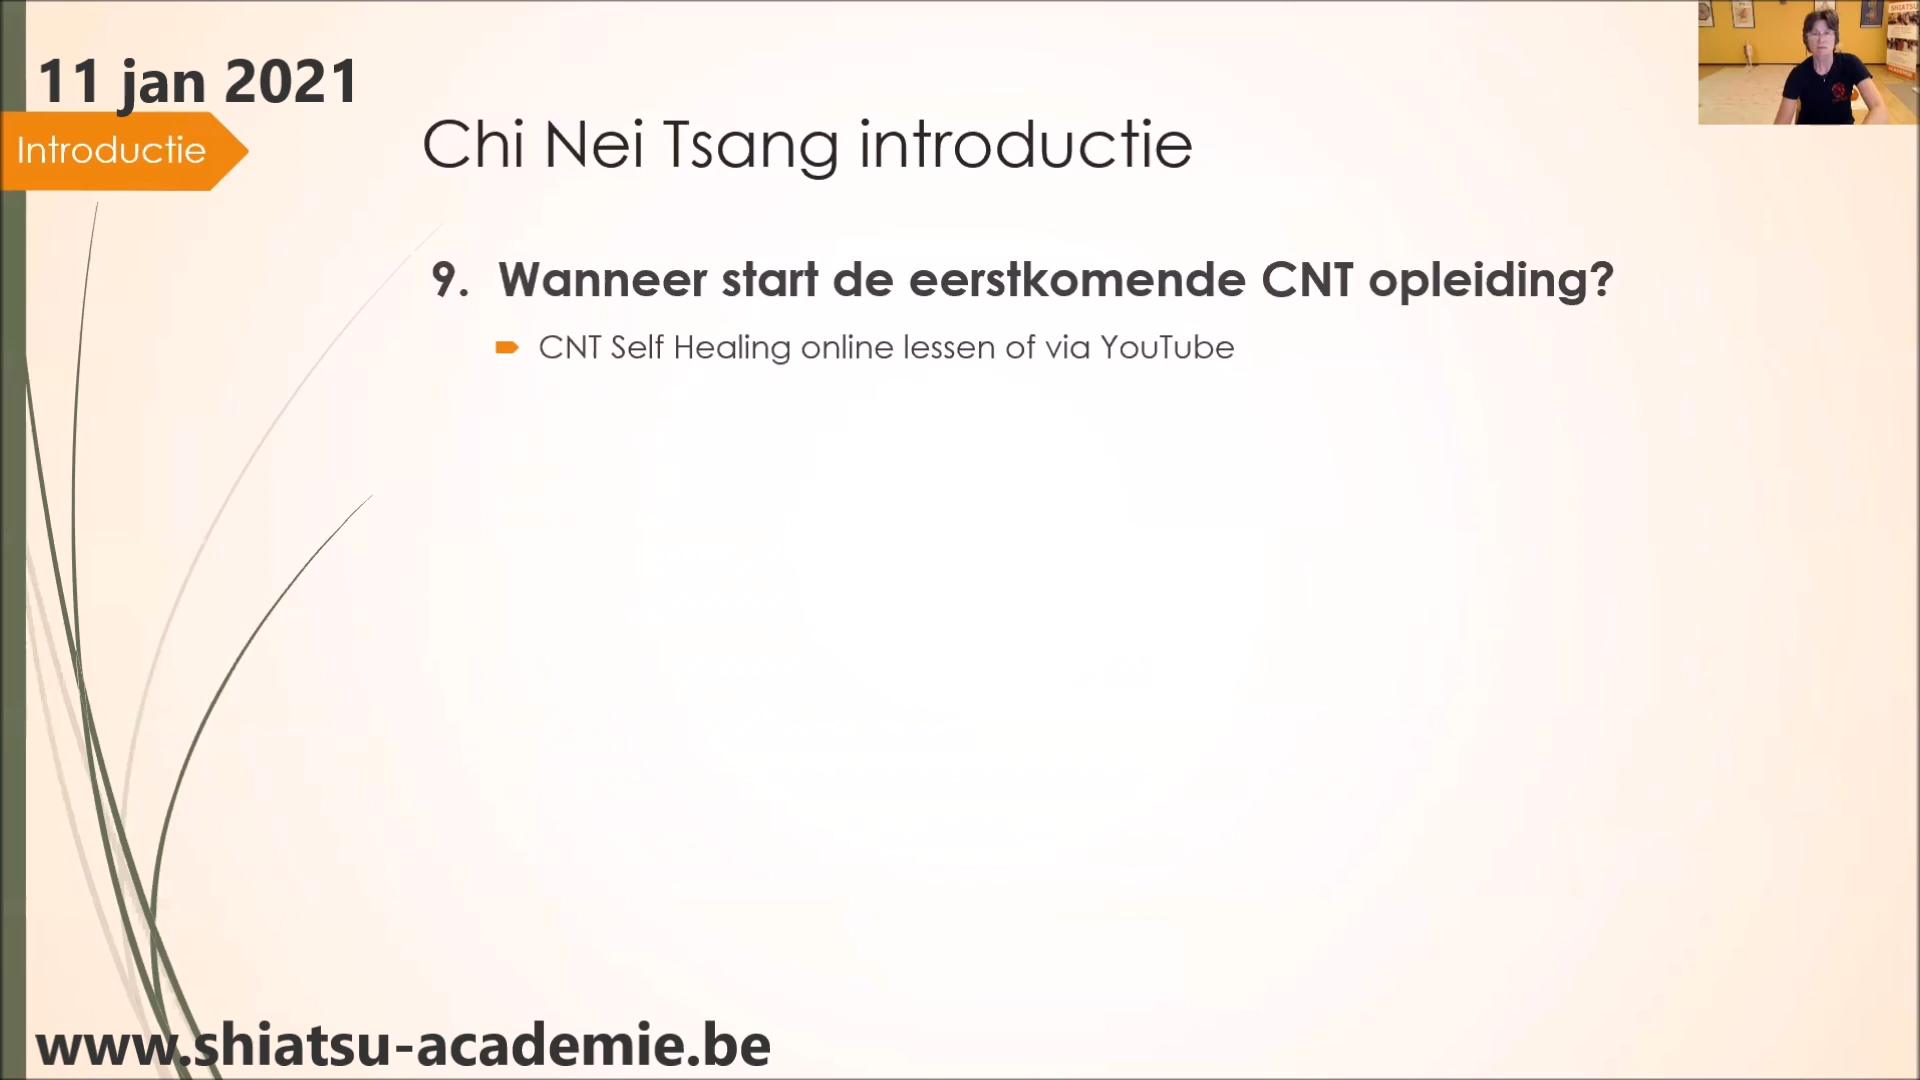 11 jan 2021
Introductie
Chi Nei Tsang introductie
9. Wanneer start de eerstkomende CNT opleiding?
CNT Self Healing online lessen of via YouTube
www.shiatsu-academie.be
SHIATSU